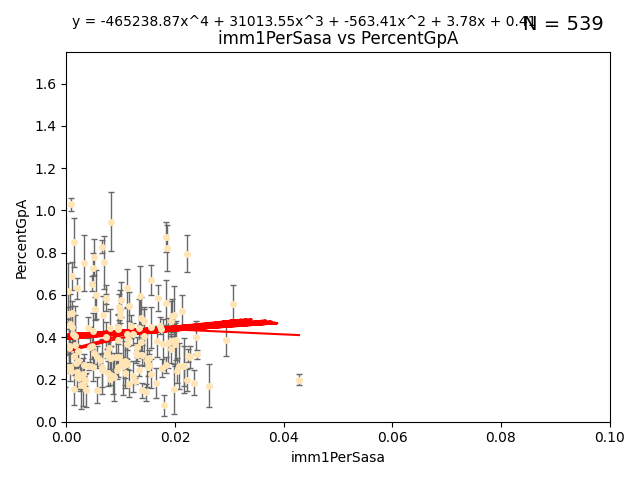 y = -465238.87x^4 + 31013.55x^3 + -563.41x^2 + 3.78x + 0.41
N = 539
imm1PerSasa vs PercentGpA
1.6
1.4
1.2
1.0
0.8
0.6
0.4
0.2
0.0
PercentGpA
0.00 0.02 0.04 0.06 0.08 0.10
imm1PerSasa